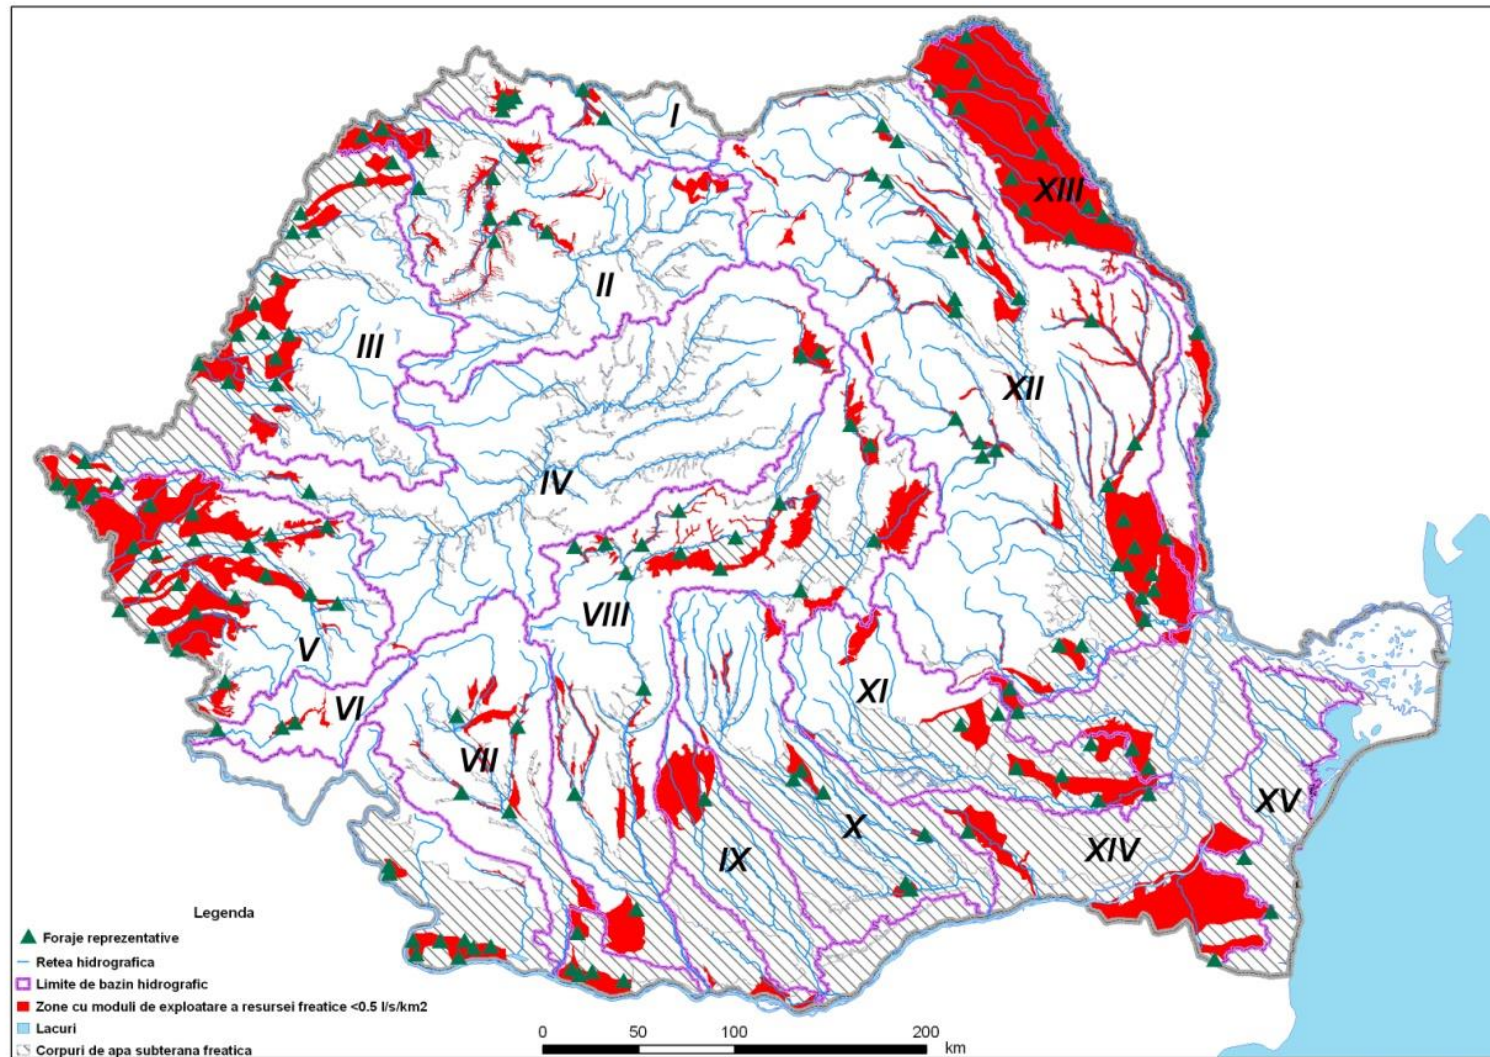 I
XIII
II
III
XII
IV
VIII
V
VI
XI
VII
XV
X
XIV
IX
Legenda
Foraje reprezentative
Retea hidrografica
Limite de bazin hidrografic
Zone cu moduli de exploatare a resursei freatice <0.5 l/s/km2
Lacuri
Corpuri de apa subterana freatica
0 50 100 200
km